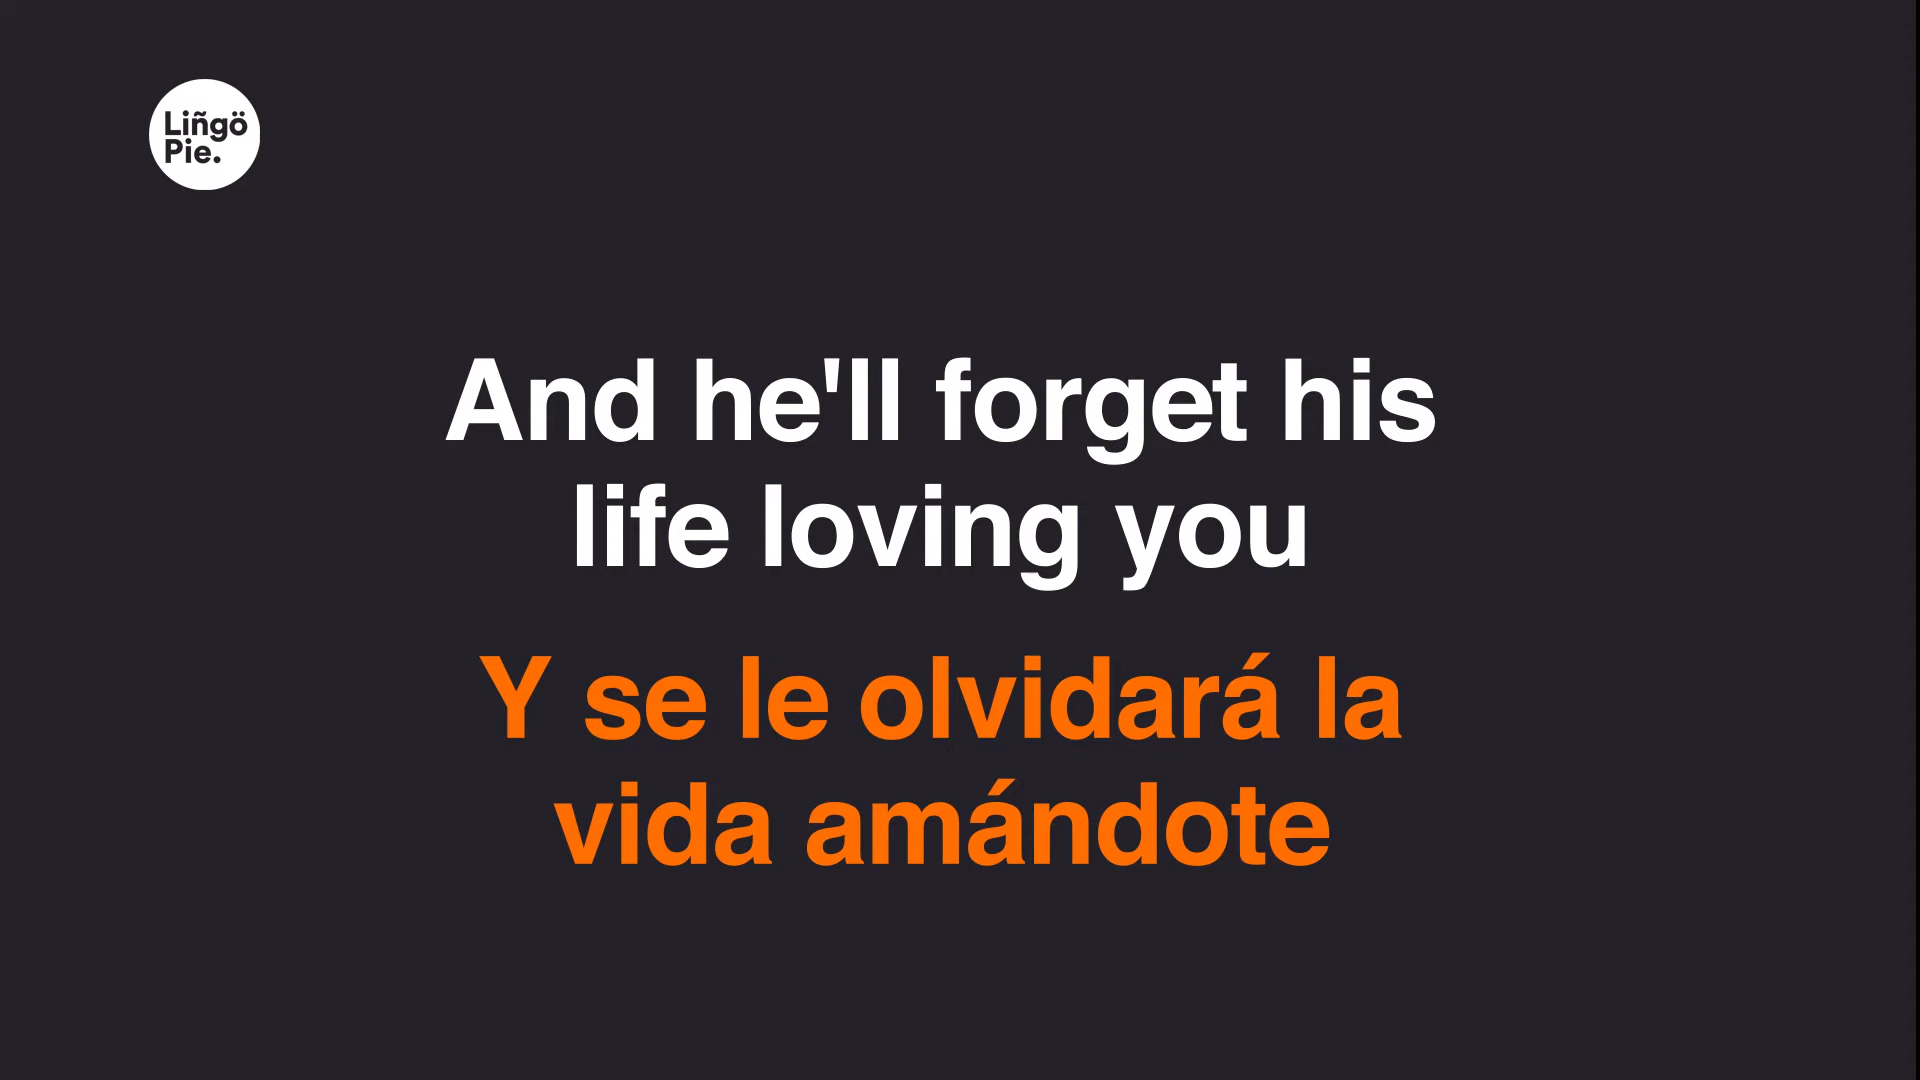 Liñgö
Pie.
And he'll forget his
life loving you
Y se le olvidará la
vida amándote